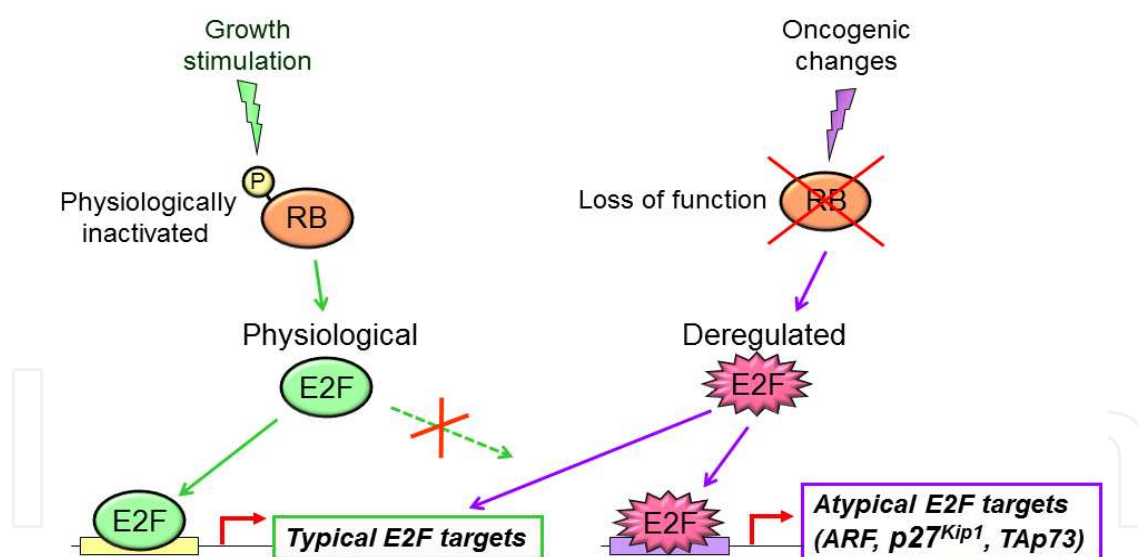 Growth
stimulation
P
RB
Physiologically
inactivated
Physiological
E2F
E2F
Typical E2F targets
Oncogenic
changes
Loss of function
RB
Deregulated
E2F
E2F
Atypical E2F targets
(ARF, p27Kip1, TAp73)